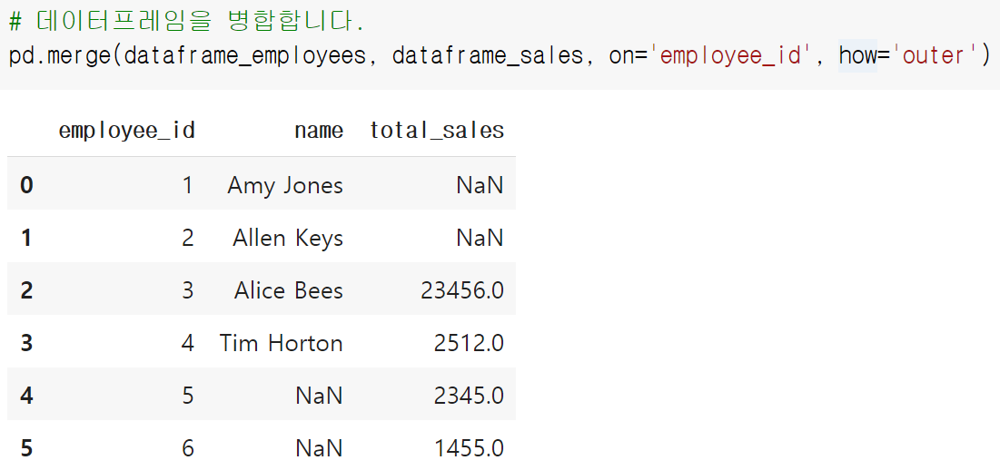 # 데이터프레임을 병합합니다.
pd.merge(dataframe_employees, dataframe_sales, on='employee_id', how='outer')
employee_id name total_sales
0 1 Amy Jones NaN
1 2 Allen Keys NaN
2 3 Alice Bees 23456.0
3 4 Tim Horton 2512.0
4 5 NaN 2345.0
5 6 NaN 1455.0